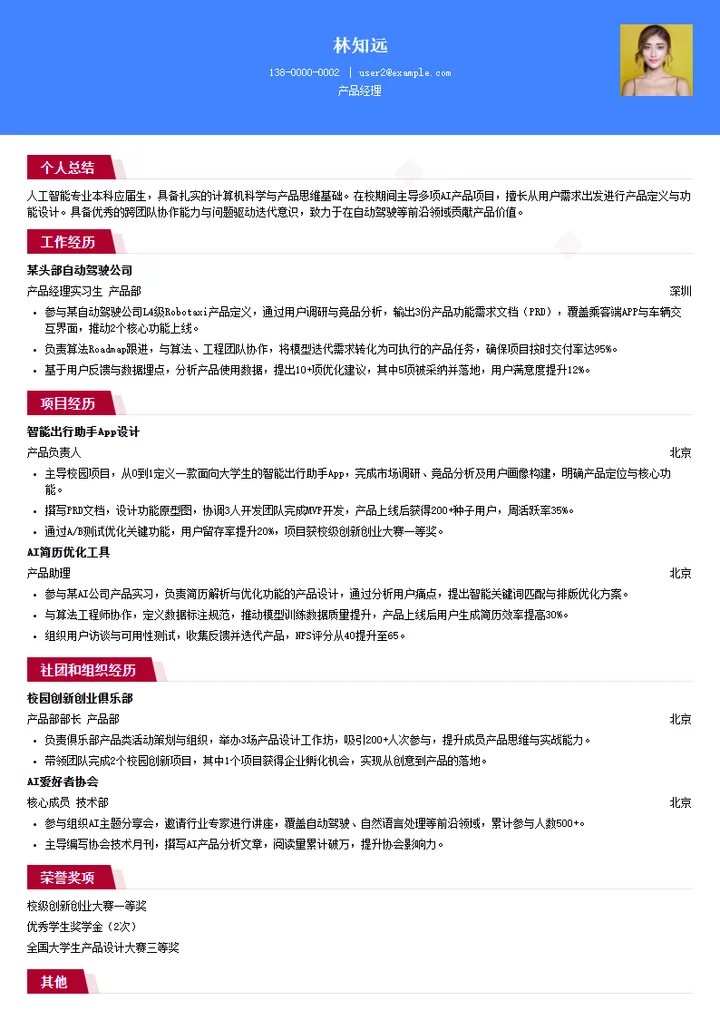 林知远
138-0000-0002 | user2@example.com
产品经理
个人总结
人工智能专业本科应届生，具备扎实的计算机科学与产品思维基础。在校期间主导多项AI产品项目，擅长从用户需求出发进行产品定义与功
能设计。具备优秀的跨团队协作能力与问题驱动迭代意识，致力于在自动驾驶等前沿领域贡献产品价值。
工作经历
某头部自动驾驶公司
产品经理实习生 产品部 深圳
• 参与某自动驾驶公司L4级Robotaxi产品定义，通过用户调研与竞品分析，输出3份产品功能需求文档（PRD），覆盖乘客端APP与车辆交
互界面，推动2个核心功能上线。
• 负责算法Roadmap跟进，与算法、工程团队协作，将模型迭代需求转化为可执行的产品任务，确保项目按时交付率达95%。
• 基于用户反馈与数据埋点，分析产品使用数据，提出10+项优化建议，其中5项被采纳并落地，用户满意度提升12%。
项目经历
智能出行助手App设计
产品负责人 北京
• 主导校园项目，从0到1定义一款面向大学生的智能出行助手App，完成市场调研、竞品分析及用户画像构建，明确产品定位与核心功
能。
• 撰写PRD文档，设计功能原型图，协调3人开发团队完成MVP开发，产品上线后获得200+种子用户，周活跃率35%。
• 通过A/B测试优化关键功能，用户留存率提升20%，项目获校级创新创业大赛一等奖。
AI简历优化工具
产品助理 北京
• 参与某AI公司产品实习，负责简历解析与优化功能的产品设计，通过分析用户痛点，提出智能关键词匹配与排版优化方案。
• 与算法工程师协作，定义数据标注规范，推动模型训练数据质量提升，产品上线后用户生成简历效率提高30%。
• 组织用户访谈与可用性测试，收集反馈并迭代产品，NPS评分从40提升至65。
社团和组织经历
校园创新创业俱乐部
产品部部长 产品部 北京
• 负责俱乐部产品类活动策划与组织，举办3场产品设计工作坊，吸引200+人次参与，提升成员产品思维与实战能力。
• 带领团队完成2个校园创新项目，其中1个项目获得企业孵化机会，实现从创意到产品的落地。
AI爱好者协会
核心成员 技术部 北京
• 参与组织AI主题分享会，邀请行业专家进行讲座，覆盖自动驾驶、自然语言处理等前沿领域，累计参与人数500+。
• 主导编写协会技术月刊，撰写AI产品分析文章，阅读量累计破万，提升协会影响力。
荣誉奖项
校级创新创业大赛一等奖
优秀学生奖学金（2次）
全国大学生产品设计大赛三等奖
其他